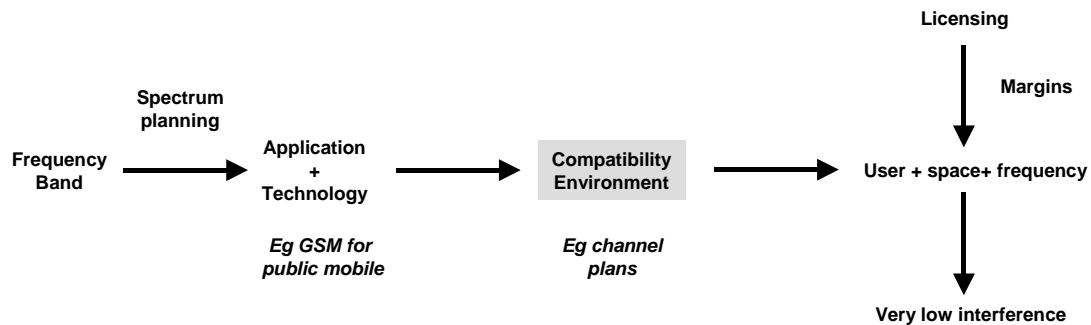 Licensing
Margins
Spectrum
planning
Frequency
Band
Application
+
Technology
Compatibility
Environment
User + space+ frequency
Eg GSM for
public mobile
Eg channel
plans
Very low interference